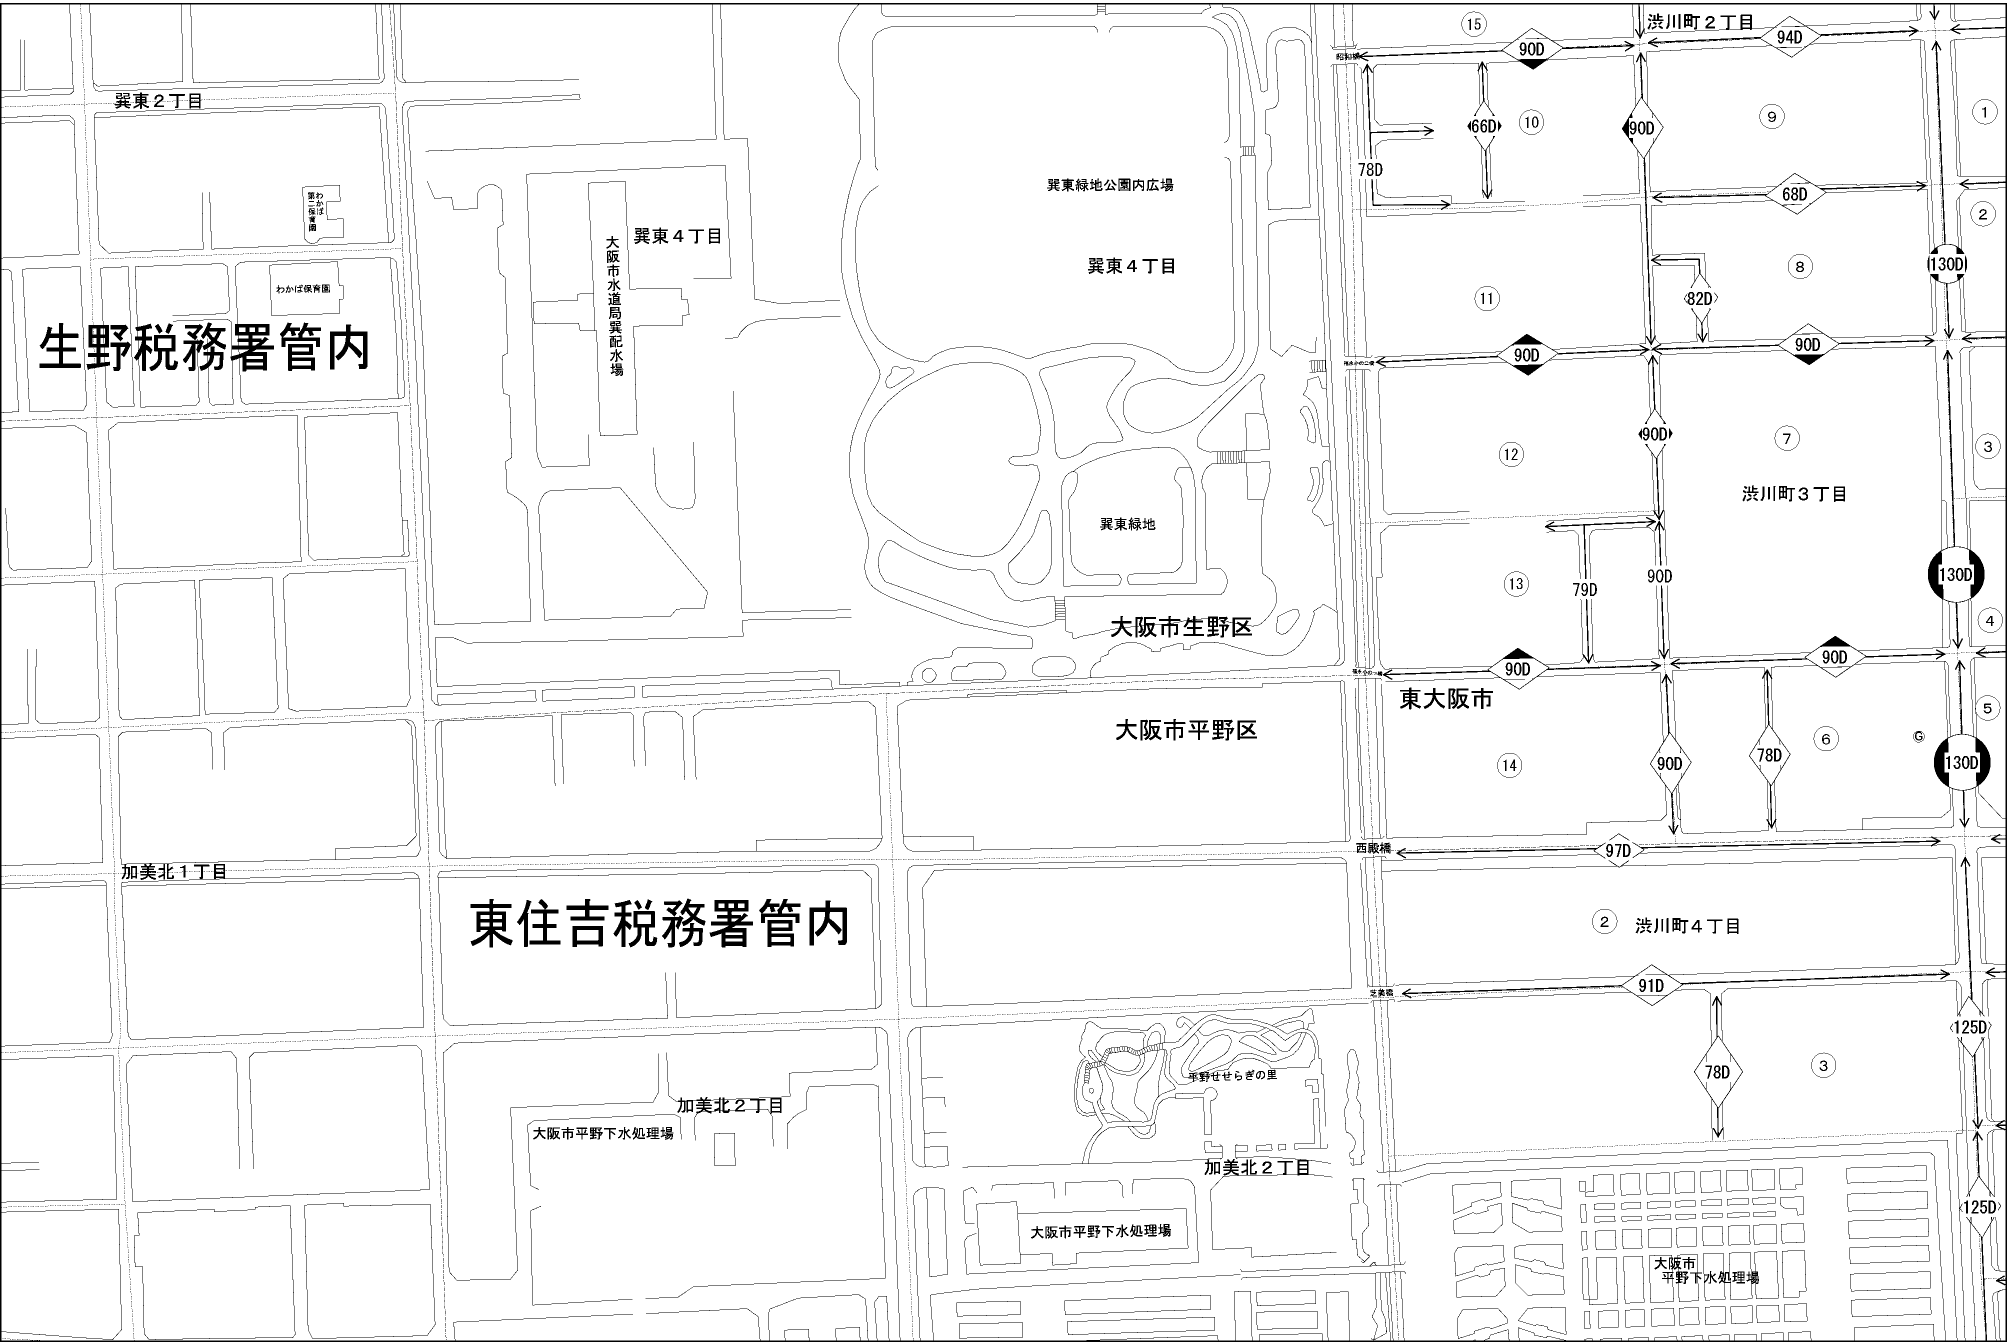 ⑮
渋川町２丁目
90D
94D
昭和橋
巽東２丁目
66D
⑩
90D
⑨
①
78D
巽東緑地公園内広場
68D
②
わかば
第二保育園
巽東４丁目
大阪市水道局巽配水場
巽東４丁目
⑧
130D
わかば保育園
⑪
82D
生野税務署管内
90D
90D
90D
⑦
③
⑫
渋川町３丁目
巽東緑地
⑬
79D
90D
130D
大阪市生野区
④
90D
90D
東大阪市
大阪市平野区
⑤
⑭
90D
78D
⑥
G
130D
西殿橋
97D
加美北１丁目
東住吉税務署管内
②
渋川町４丁目
91D
125D
78D
③
平野せせらぎの里
加美北２丁目
大阪市平野下水処理場
加美北２丁目
125D
大阪市平野下水処理場
大阪市
平野下水処理場